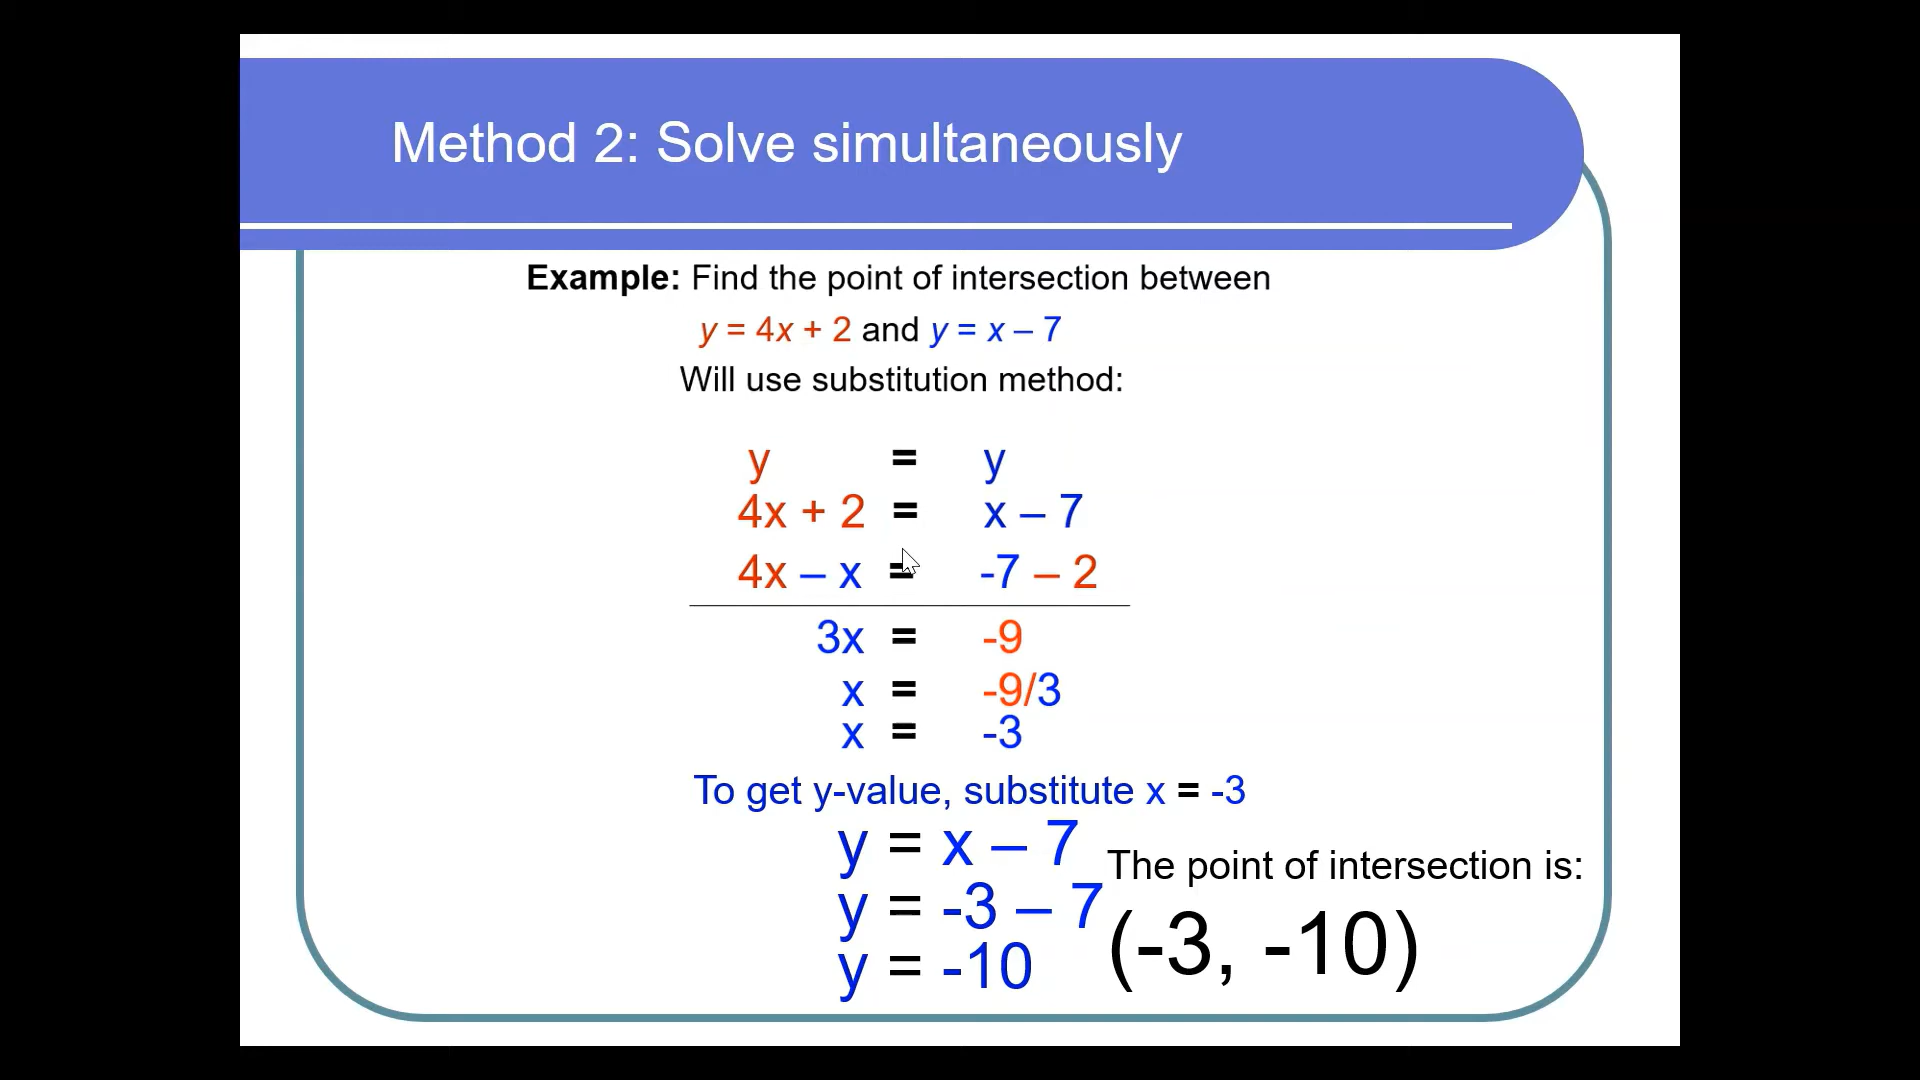 Method 2: Solve simultaneously
Example: Find the point of intersection between
y = 4x + 2 and y = x – 7
Will use substitution method:
y = y
4x + 2 = x – 7
4x – x = -7 – 2
3x = -9
x = -9/3
x = -3
To get y-value, substitute x = -3
y = x – 7
The point of intersection is:
y = -3 – 7
(-3, -10)
y = -10